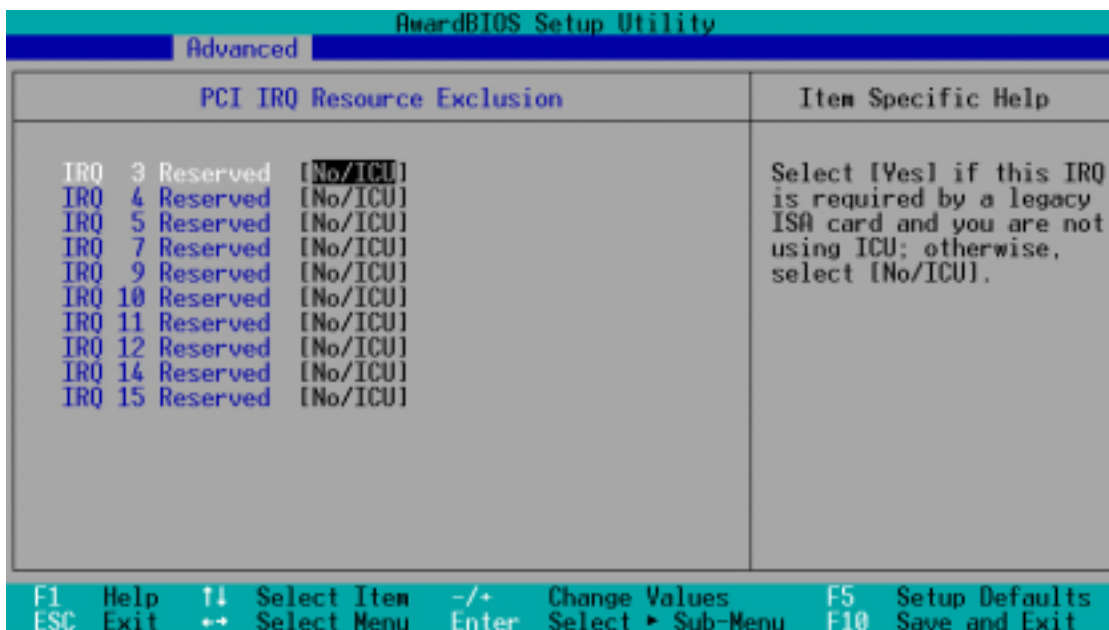 AwardBIOS Setup Utility
Advanced
PCI IRQ Resource Exclusion
IRQ 3 Reserved [No/ICU]
IRQ 4 Reserved [No/ICU]
IRQ 5 Reserved [No/ICU]
IRQ 7 Reserved [No/ICU]
IRQ 9 Reserved [No/ICU]
IRQ 10 Reserved [No/ICU]
IRQ 11 Reserved [No/ICU]
IRQ 12 Reserved [No/ICU]
IRQ 14 Reserved [No/ICU]
IRQ 15 Reserved [No/ICU]
Item Specific Help
Select [Yes] if this IRQ
is required by a legacy
ISA card and you are not
using ICU; otherwise,
select [No/ICU].
F1 Help ↑↓ Select Item -/+ Change Values F5 Setup Defaults
ESC Exit ←→ Select Menu Enter Select ► Sub-Menu F10 Save and Exit